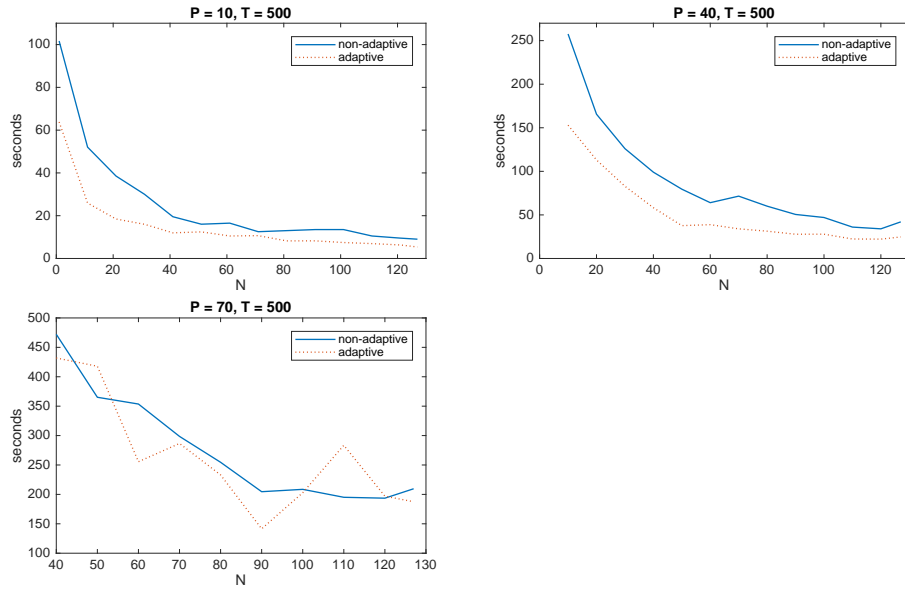 P = 10, T = 500
100
80
60
40
20
0
seconds
non-adaptive
adaptive
0 20 40 60 80 100 120
N
P = 40, T = 500
250
200
150
100
50
0
seconds
non-adaptive
adaptive
0 20 40 60 80 100 120
N
P = 70, T = 500
500
450
400
350
300
250
200
150
100
seconds
non-adaptive
adaptive
40 50 60 70 80 90 100 110 120 130
N